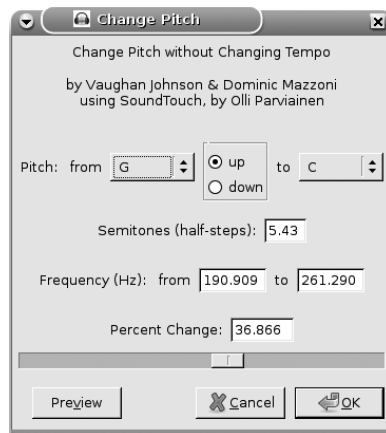 Change Pitch
Change Pitch without Changing Tempo
by Vaughan Johnson & Dominic Mazzoni
using SoundTouch, by Olli Parviainen
Pitch: from G up down to C
Semitones (half-steps): 5.43
Frequency (Hz): from 190.909 to 261.290
Percent Change: 36.866
Preview Cancel OK